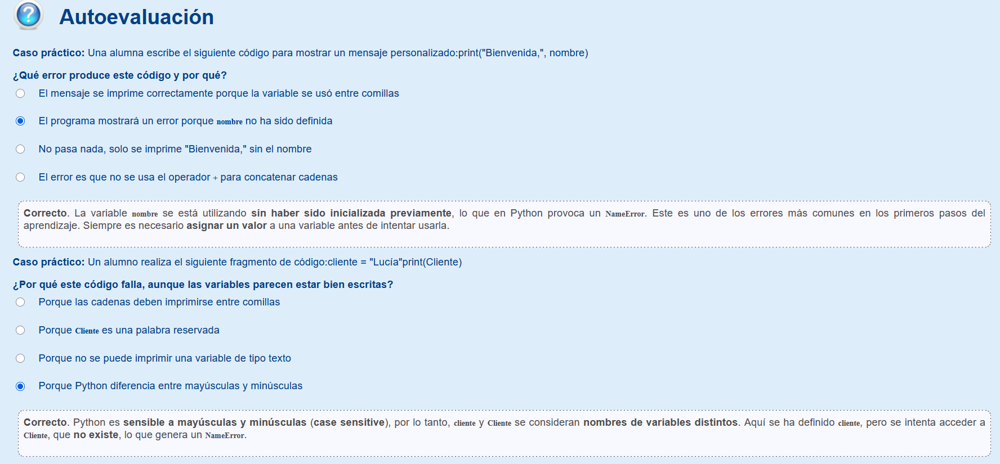 Autoevaluación
Caso práctico: Una alumna escribe el siguiente código para mostrar un mensaje personalizado:print("Bienvenida,", nombre)
¿Qué error produce este código y por qué?
El mensaje se imprime correctamente porque la variable se usó entre comillas
El programa mostrará un error porque nombre no ha sido definida
No pasa nada, solo se imprime "Bienvenida," sin el nombre
El error es que no se usa el operador + para concatenar cadenas
Correcto. La variable nombre se está utilizando sin haber sido inicializada previamente, lo que en Python provoca un NameError. Este es uno de los errores más comunes en los primeros pasos del
aprendizaje. Siempre es necesario asignar un valor a una variable antes de intentar usarla.
Caso práctico: Un alumno realiza el siguiente fragmento de código:cliente = "Lucía"print(Cliente)
¿Por qué este código falla, aunque las variables parecen estar bien escritas?
Porque las cadenas deben imprimirse entre comillas
Porque Cliente es una palabra reservada
Porque no se puede imprimir una variable de tipo texto
Porque Python diferencia entre mayúsculas y minúsculas
Correcto. Python es sensible a mayúsculas y minúsculas (case sensitive), por lo tanto, cliente y Cliente se consideran nombres de variables distintos. Aquí se ha definido cliente, pero se intenta acceder a
Cliente, que no existe, lo que genera un NameError.